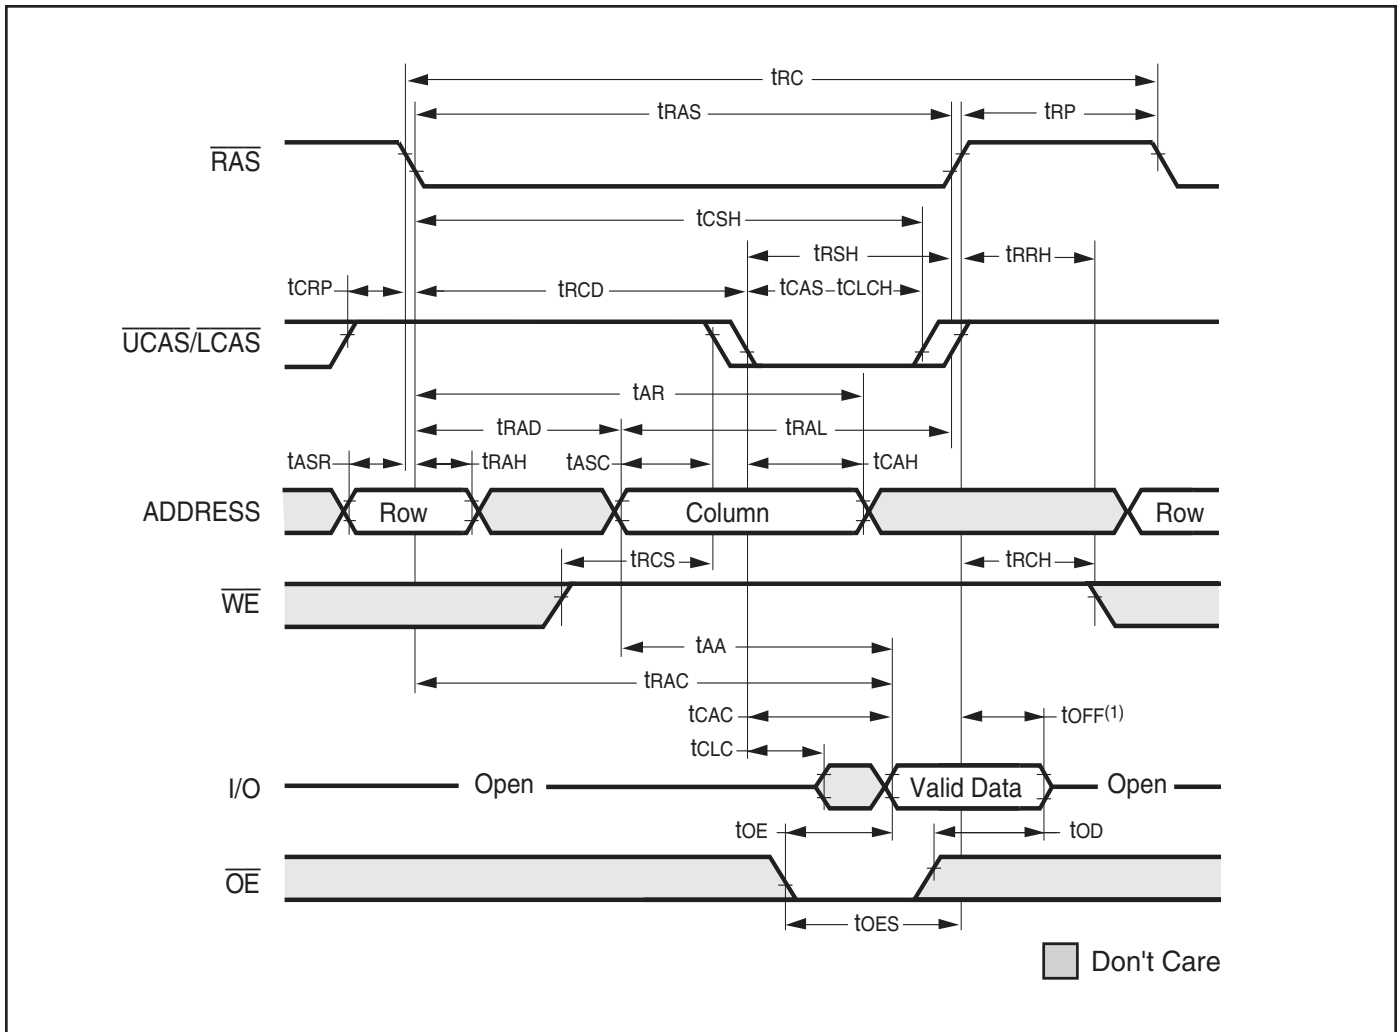 tRC
tRAS
tRP
RAS
tCSH
tRSH
tRRH
tCRP
tRCD
tCAS
tCLCH
UCAS/LCAS
tAR
tRAD
tRAL
tASR
tRAH
tASC
tCAH
ADDRESS
Row
Column
Row
tRCS
tRCH
WE
tAA
tRAC
tCAC
tOFF(1)
tCLC
I/O
Open
Valid Data
Open
tOE
tOD
OE
tOES
Don't Care